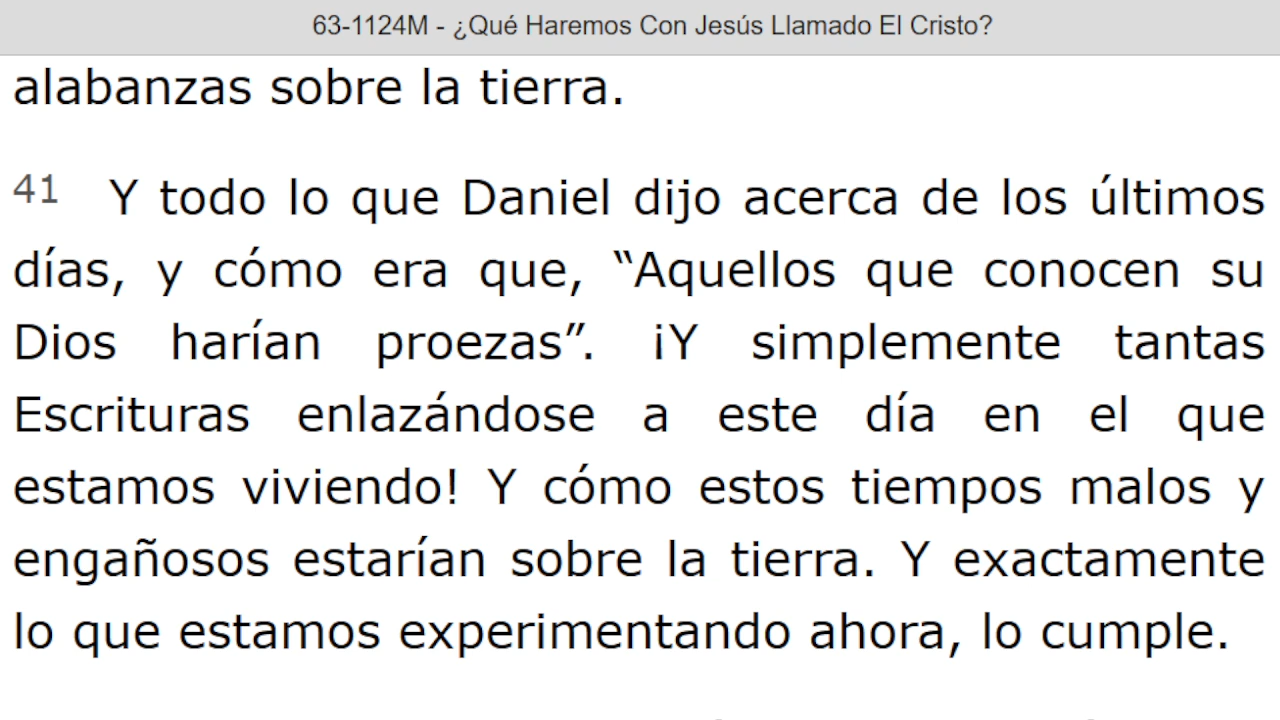 63-1124M - ¿Qué Haremos Con Jesús Llamado El Cristo?
alabanzas sobre la tierra.
41 Y todo lo que Daniel dijo acerca de los últimos
días, y cómo era que, “Aquellos que conocen su
Dios harían proezas”. ¡Y simplemente tantas
Escrituras enlazándose a este día en el que
estamos viviendo! Y cómo estos tiempos malos y
engañosos estarían sobre la tierra. Y exactamente
lo que estamos experimentando ahora, lo cumple.